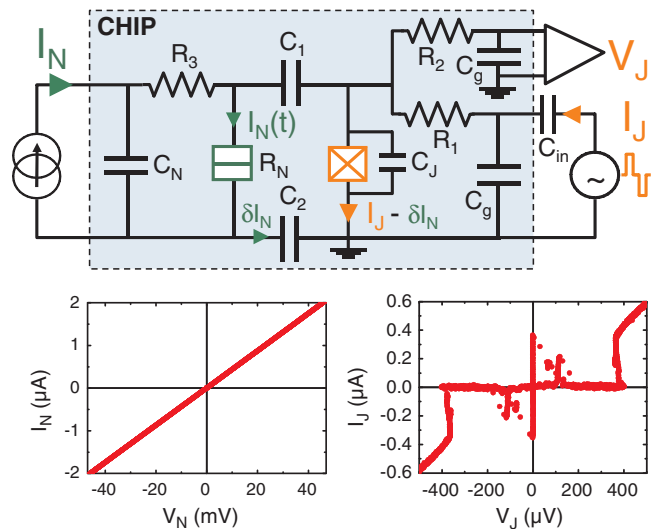 CHIP
I_N
R_3
C_1
R_2
C_g
V_J
I_N(t)
R_1
I_J
C_N
R_N
C_J
C_in
C_g
~
δI_N
C_2
I_J - δI_N
2
1
0
-1
-2
I_N (µA)
-40 -20 0 20 40
V_N (mV)
0.6
0.4
0.2
0.0
-0.2
-0.4
-0.6
I_J (µA)
-400 -200 0 200 400
V_J (µV)